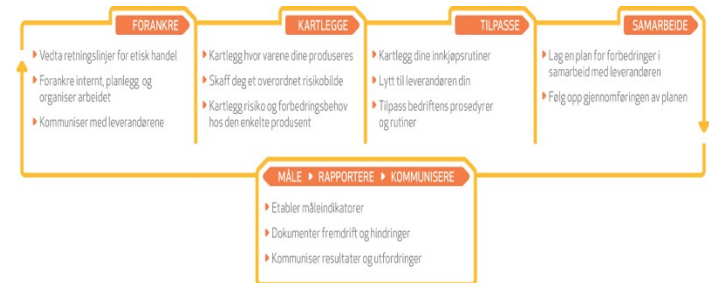 FORANKRE
Vedta retningslinjer for etisk handel
Forankre internt, planlegg og
organiser arbeidet
Kommuniser med leverandørene
KARTLEGGE
Kartlegg hvor varene dine produseres
Skaff deg et overordnet risikobilde
Kartlegg risiko og forbedringsbehov
hos den enkelte produsent
TILPASSE
Kartlegg dine innkjøpsrutiner
Lytt til leverandøren din
Tilpass bedriftens prosedyrer
og rutiner
SAMARBEIDE
Lag en plan for forbedringer i
samarbeid med leverandøren
Følg opp gjennomføringen av planen
MÅLE RAPPORTERE KOMMUNISERE
Etabler måleindikatorer
Dokumenter fremdrift og hindringer
Kommuniser resultater og utfordringer